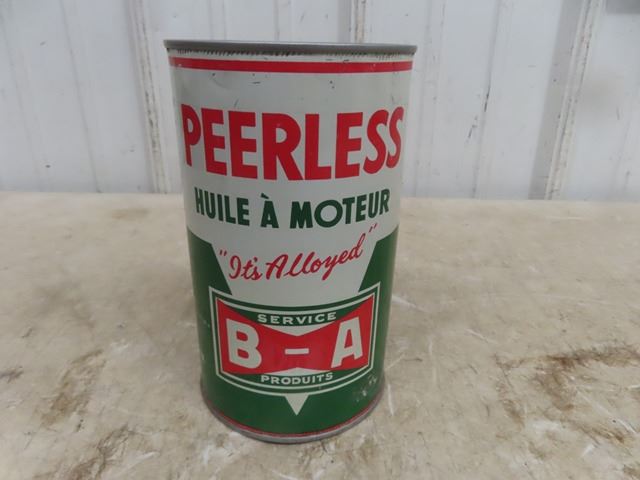 PEERLESS
HUILE À MOTEUR
"It's Alloyed"
SERVICE
B-A
PRODUITS